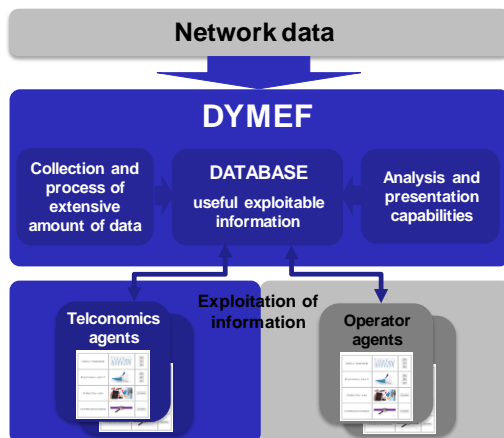 Network data
DYMEF
Collection and
process of
extensive
amount of data
DATABASE
useful exploitable
information
Analysis and
presentation
capabilities
Exploitation of
information
Telconomics
agents
Operator
agents